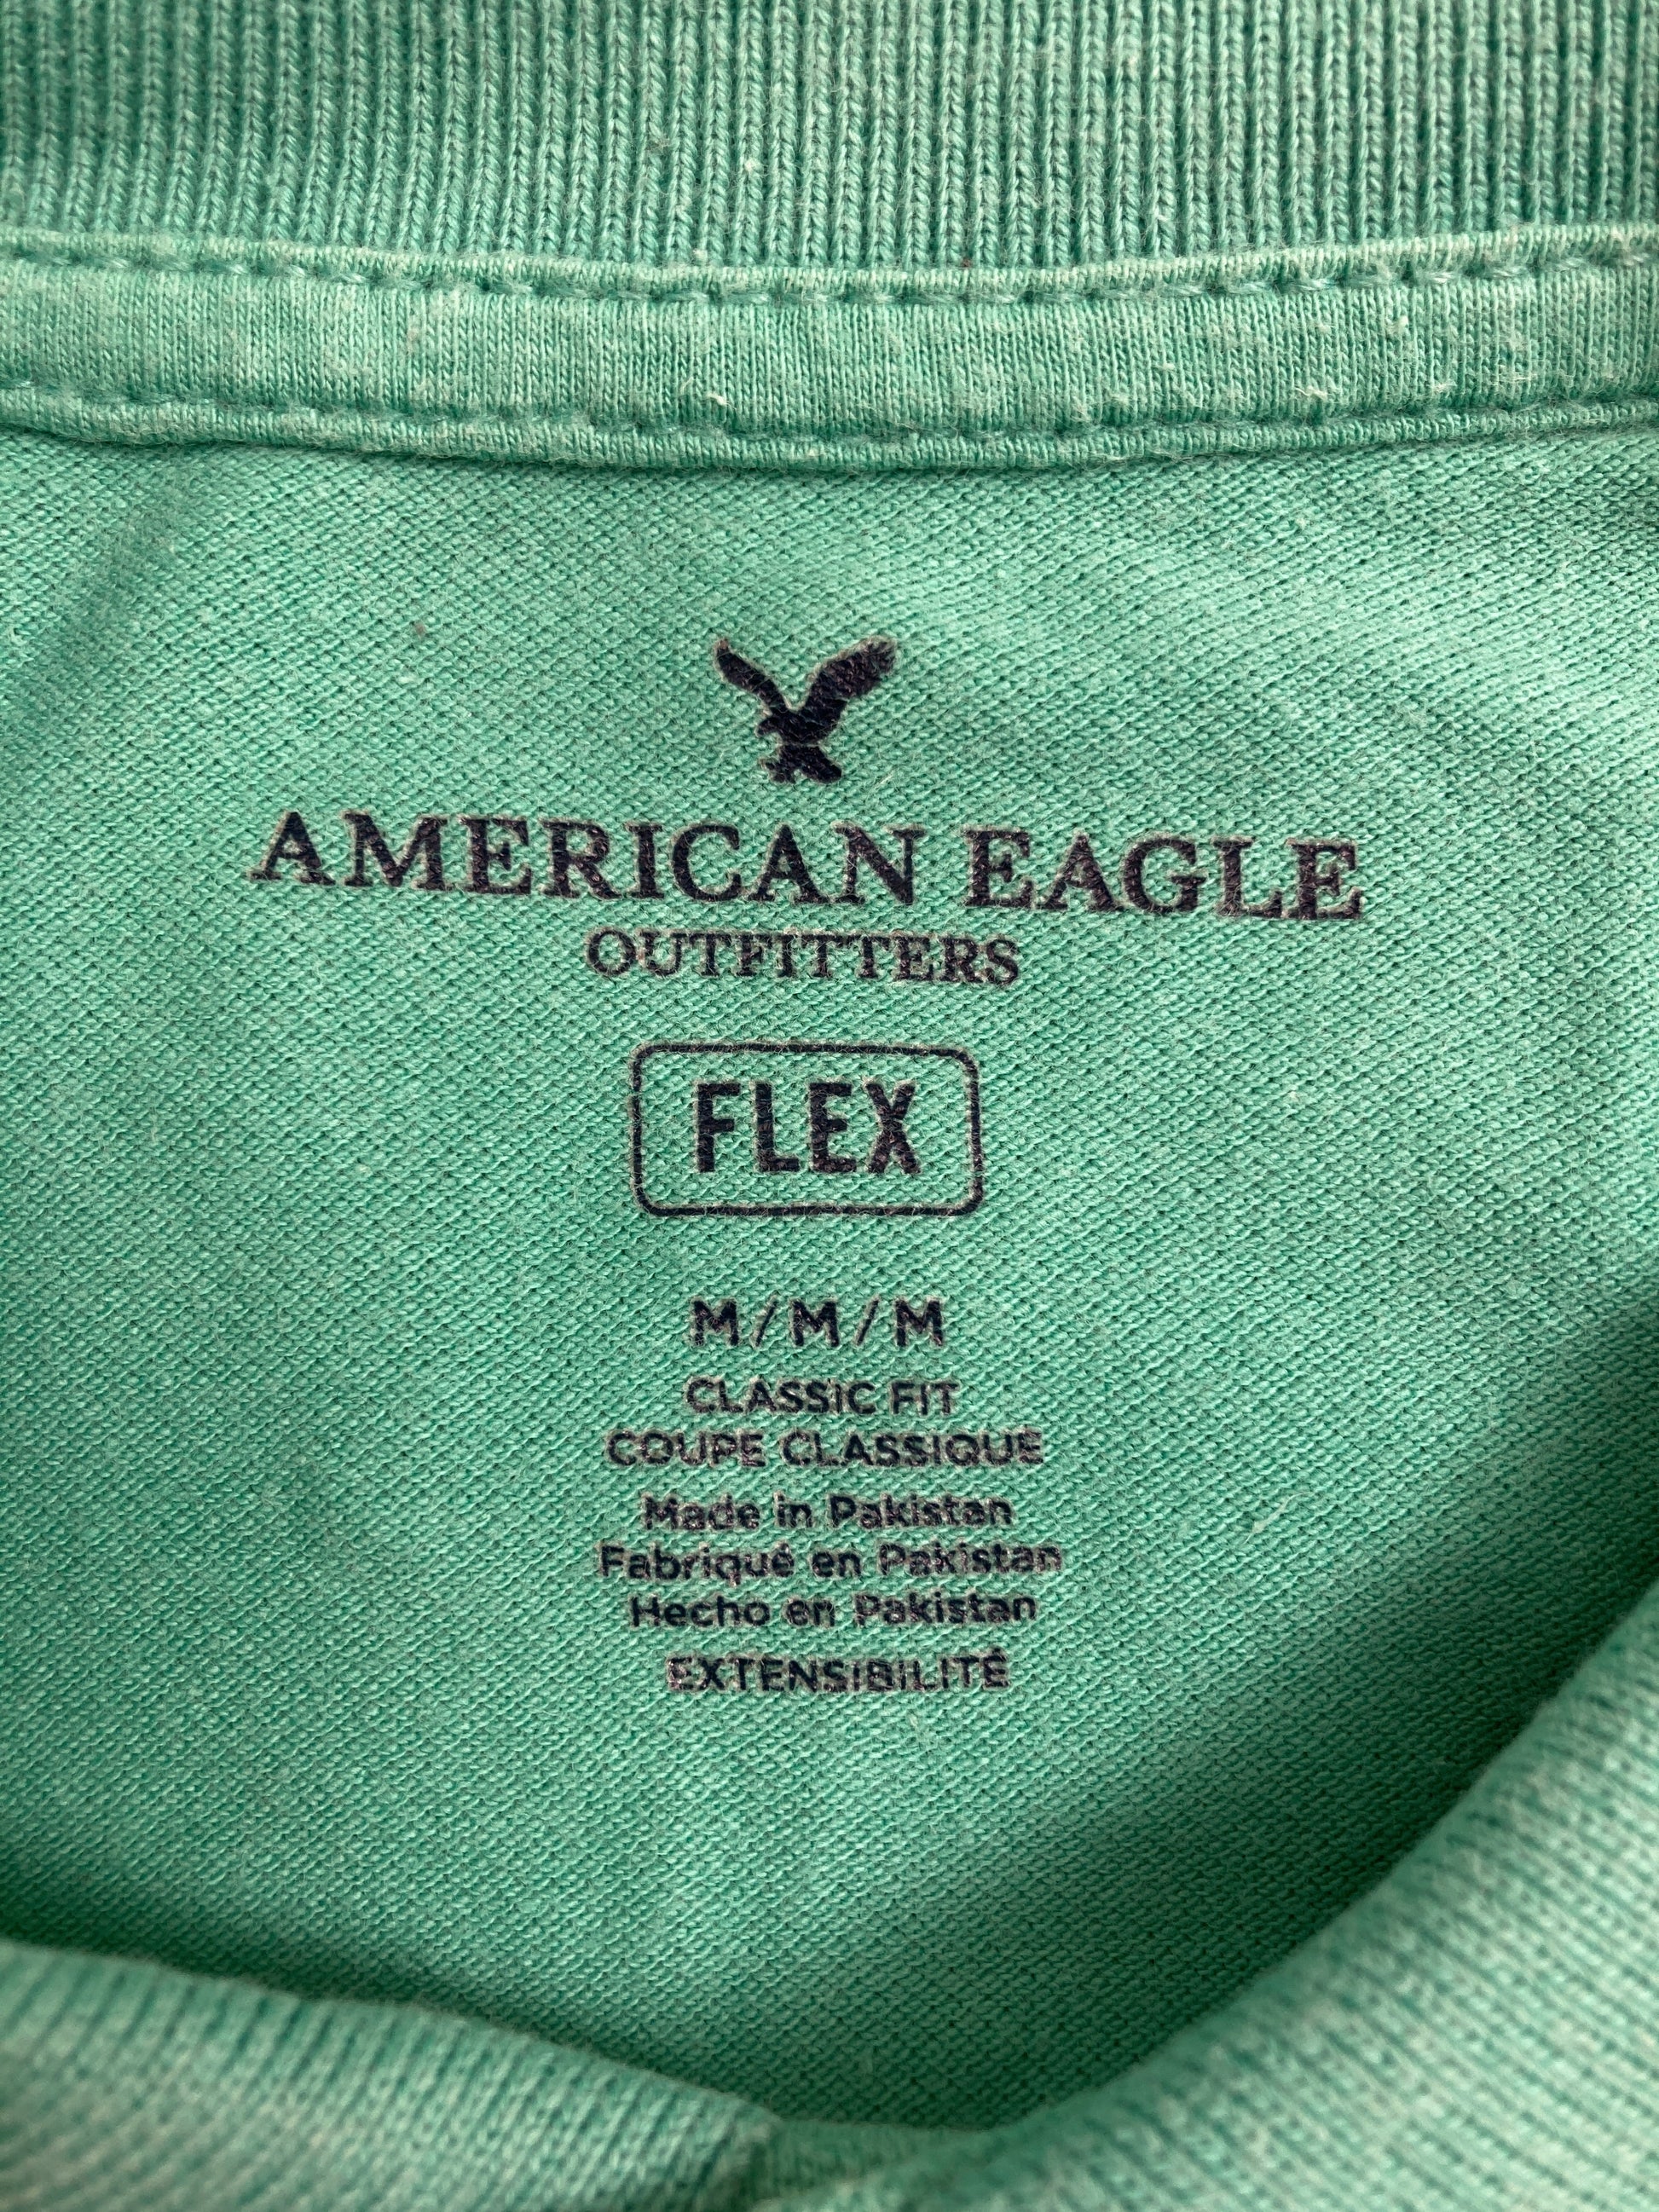 AMERICAN EAGLE
OUTFITTERS
FLEX
M/M/M
CLASSIC FIT
COUPE CLASSIQUE
Made in Pakistan
Fabriqué en Pakistan
Hecho en Pakistan
EXTENSIBILITÉ